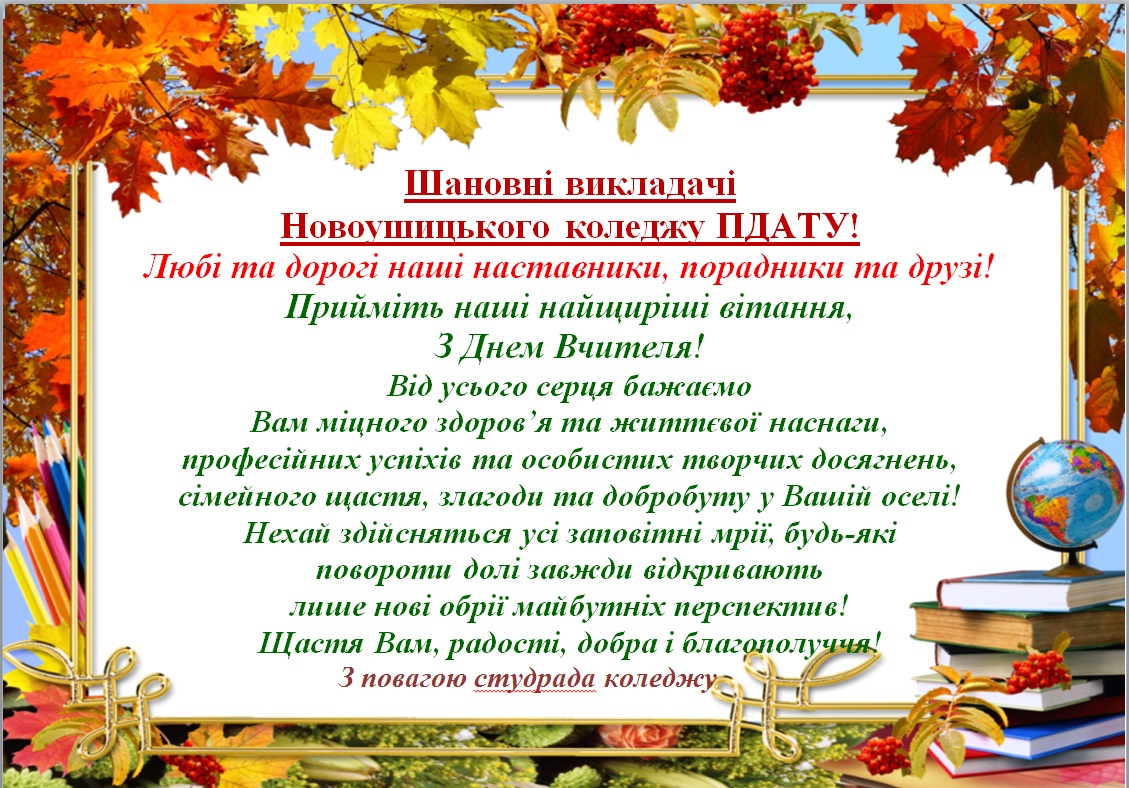 Шановні викладачі
Новоушицького коледжу ПДАТУ!
Любі та дорогі наші наставники, порадники та друзі!
Прийміть наші найщиріші вітання,
З Днем Вчителя!
Від усього серця бажаємо
Вам міцного здоров’я та життєвої наснаги,
професійних успіхів та особистих творчих досягнень,
сімейного щастя, злагоди та добробуту у Вашій оселі!
Нехай здійсняться усі заповітні мрії, будь-які
повороти долі завжди відкривають
лише нові обрії майбутніх перспектив!
Щастя Вам, радості, добра і благополуччя!
З повагою студрада коледжу